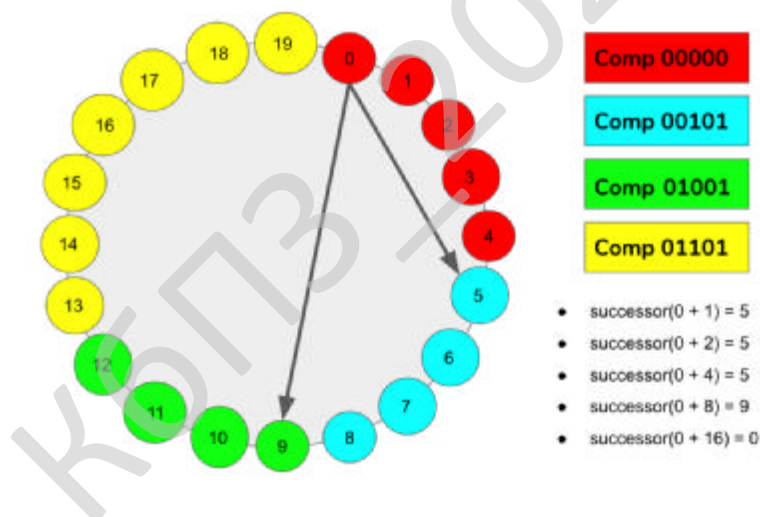 19
0
18
1
17
2
16
3
15
4
14
5
13
6
12
7
11
8
10
9
Comp 00000
Comp 00101
Comp 01001
Comp 01101
• successor(0 + 1) = 5
• successor(0 + 2) = 5
• successor(0 + 4) = 5
• successor(0 + 8) = 9
• successor(0 + 16) = 0